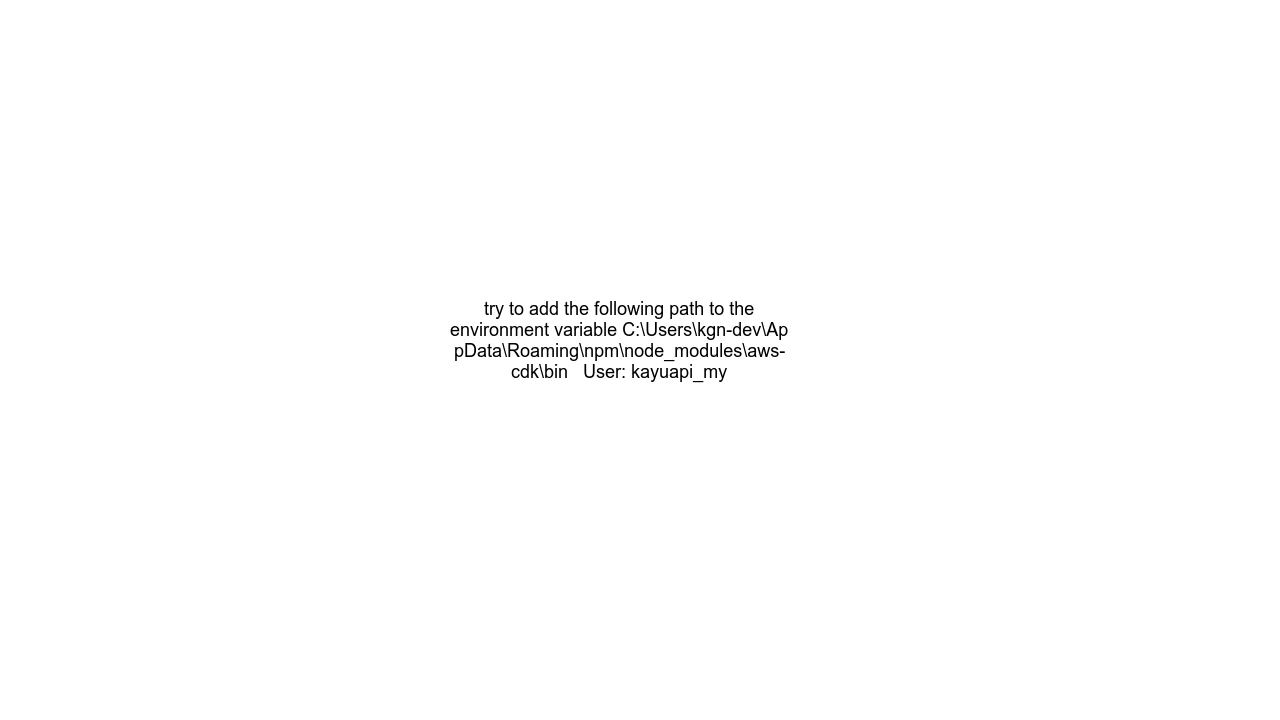 try to add the following path to the
environment variable C:\Users\kgn-dev\Ap
pData\Roaming\npm\node_modules\aws-
cdk\bin   User: kayuapi_my